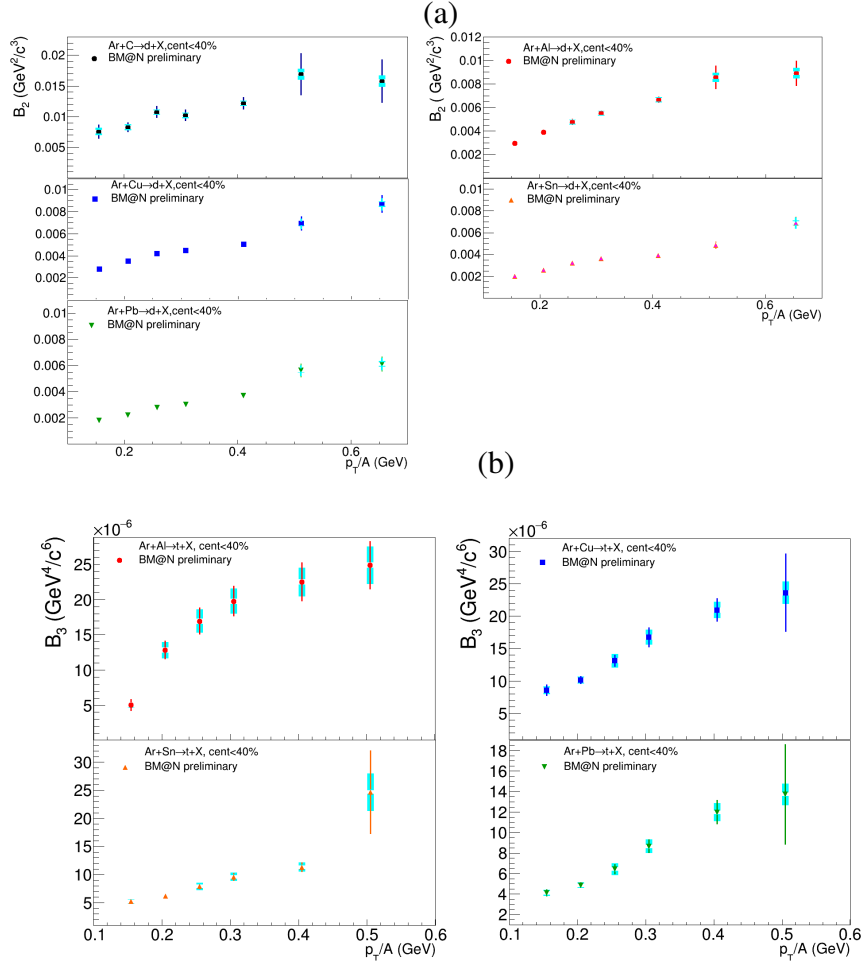 (a)
B2 (GeV²/c³)
0.02
0.015
0.01
0.005
Ar+C→d+X,cent<40%
BM@N preliminary
0.01
0.008
0.006
0.004
0.002
Ar+Cu→d+X,cent<40%
BM@N preliminary
0.01
0.008
0.006
0.004
0.002
Ar+Pb→d+X,cent<40%
BM@N preliminary
0.2 0.4 0.6
pT/A (GeV)
B2 ( GeV²/c³)
0.012
0.01
0.008
0.006
0.004
0.002
Ar+Al→d+X,cent<40%
BM@N preliminary
0.01
0.008
0.006
0.004
0.002
Ar+Sn→d+X,cent<40%
BM@N preliminary
0.2 0.4 0.6
pT/A (GeV)
(b)
×10⁻⁶
B3 (GeV⁴/c⁶)
25
20
15
10
5
Ar+Al→t+X, cent<40%
BM@N preliminary
30
25
20
15
10
5
Ar+Sn→t+X, cent<40%
BM@N preliminary
0.1 0.2 0.3 0.4 0.5 0.6
pT/A (GeV)
×10⁻⁶
B3 (GeV⁴/c⁶)
30
25
20
15
10
5
Ar+Cu→t+X, cent<40%
BM@N preliminary
18
16
14
12
10
8
6
4
2
Ar+Pb→t+X, cent<40%
BM@N preliminary
0.1 0.2 0.3 0.4 0.5 0.6
pT/A (GeV)